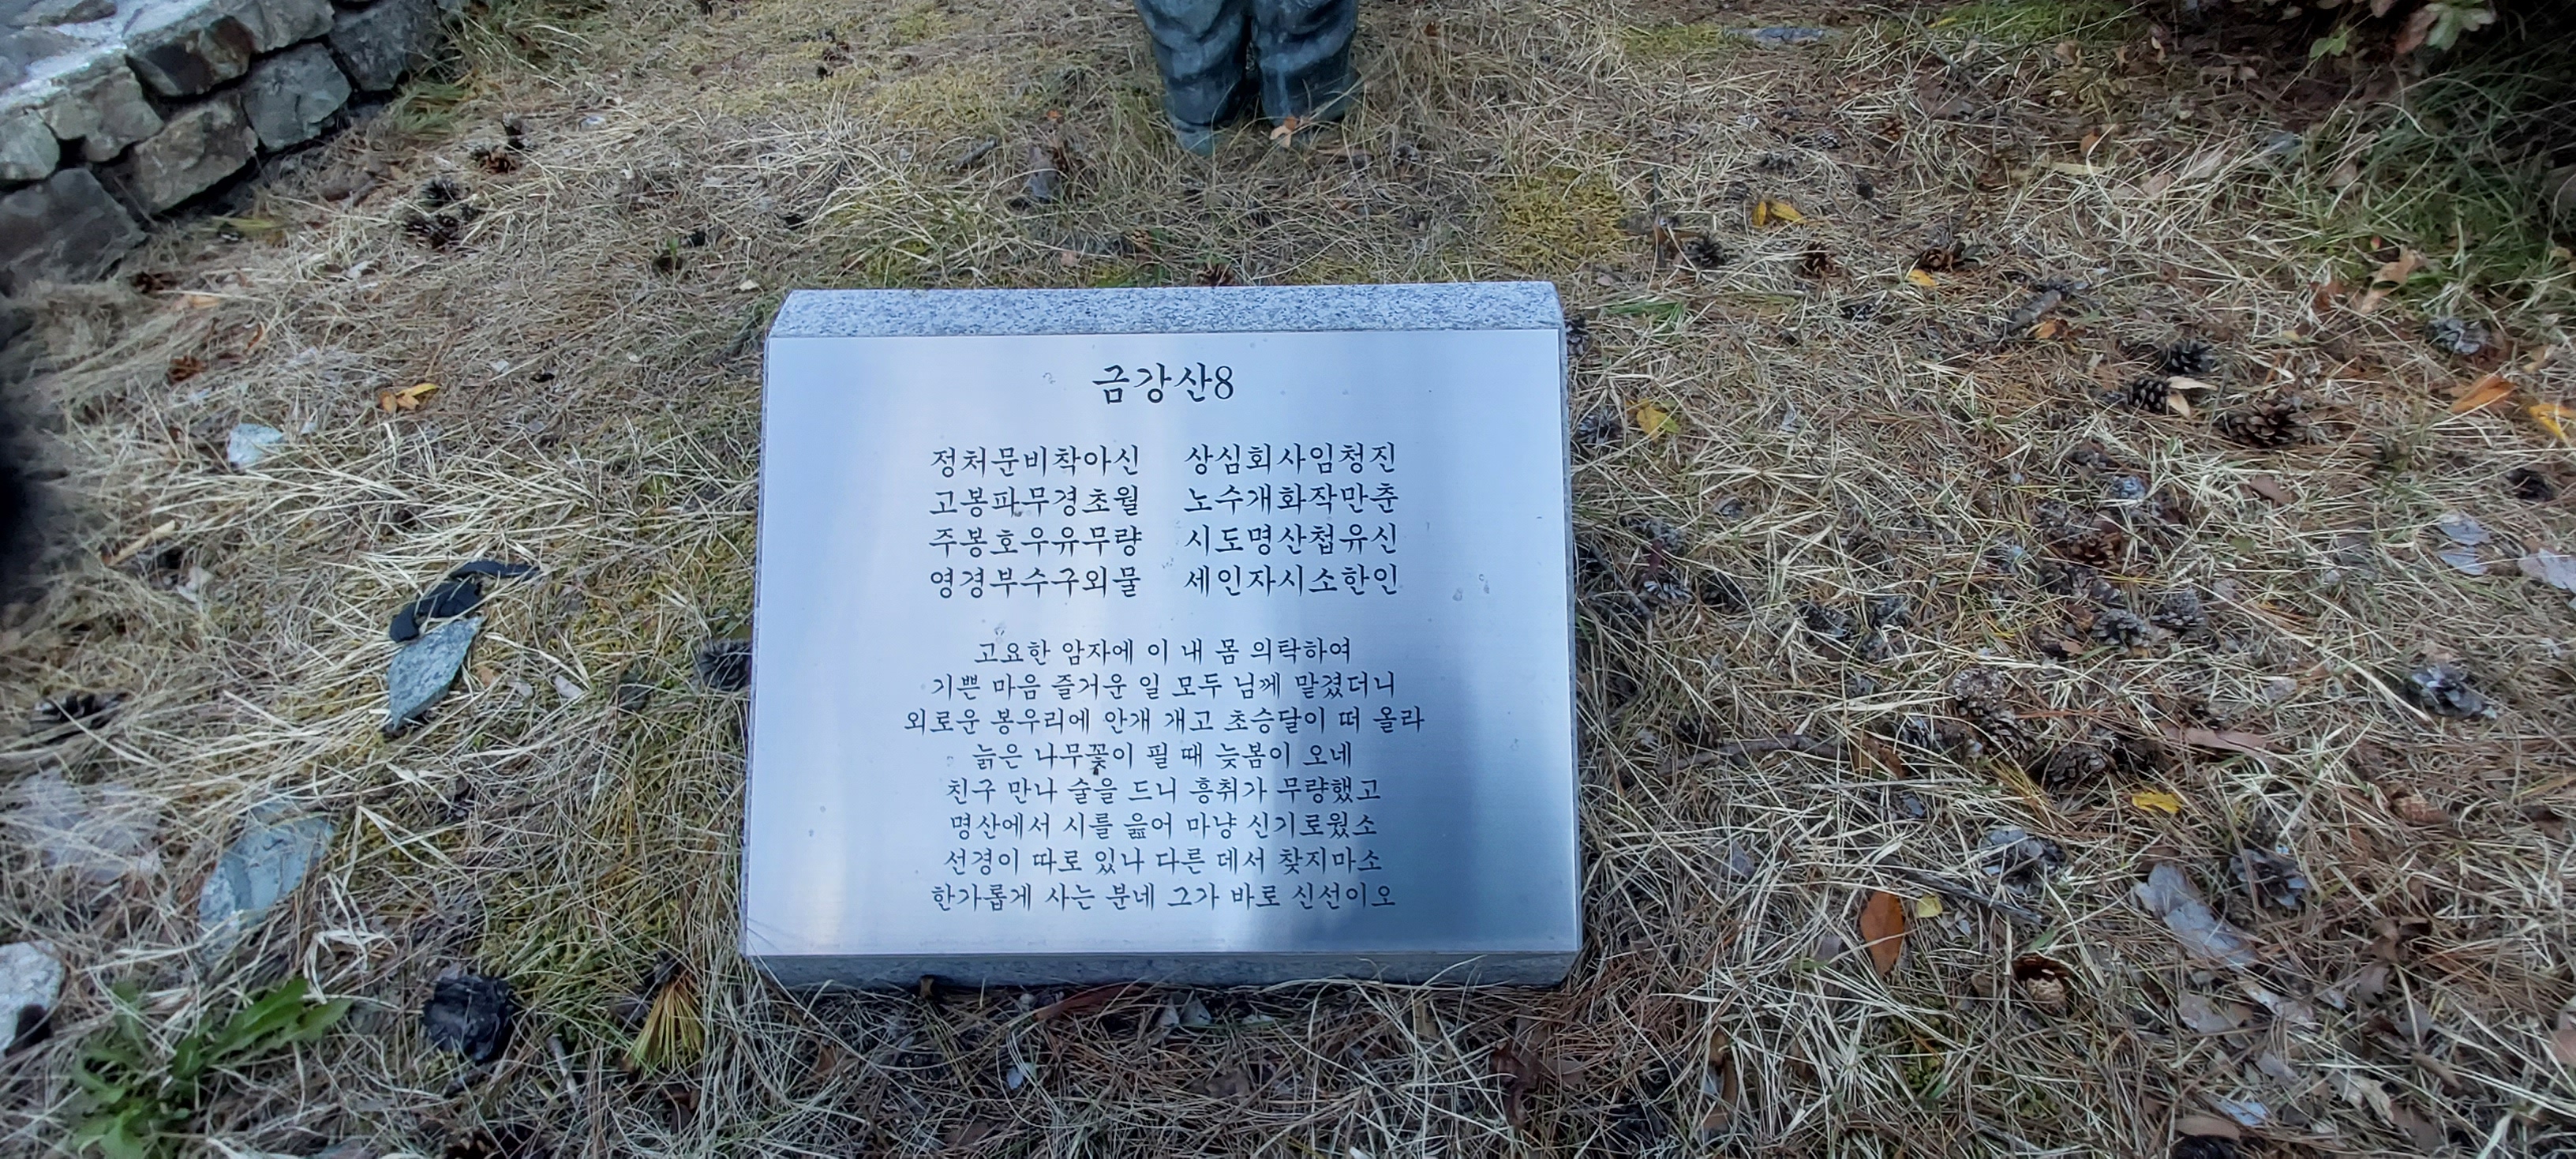 금강산8
정처문비착아신 상심회사임청진
고봉파무경초월 노수개화작만춘
주봉호우유무량 시도명산첩유신
영경부수구외물 세인자시소한인
고요한 암자에 이 내 몸 의탁하여
기쁜 마음 즐거운 일 모두 님께 맡겼더니
외로운 봉우리에 안개 개고 초승달이 떠 올라
늙은 나무꽃이 필 때 늦봄이 오네
친구 만나 술을 드니 흥취가 무량했고
명산에서 시를 읊어 마냥 신기로웠소
선경이 따로 있나 다른 데서 찾지마소
한가롭게 사는 분네 그가 바로 신선이오